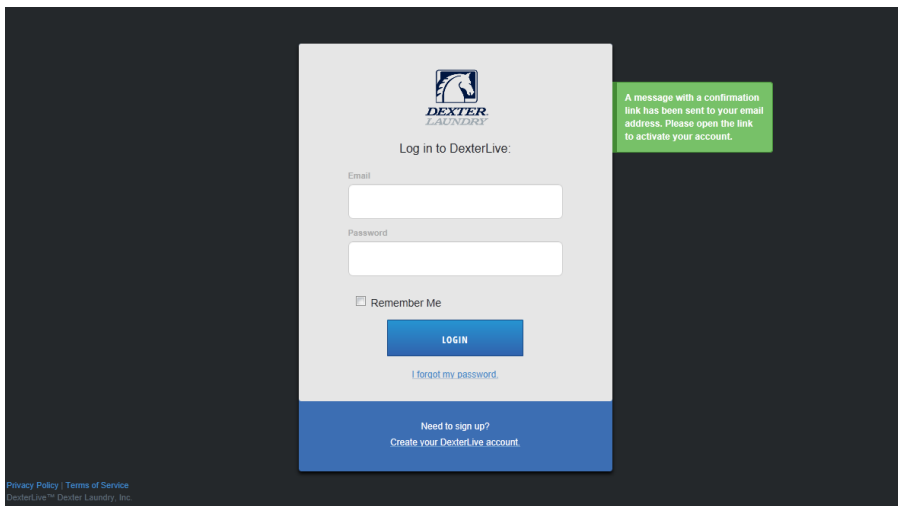 DEXTER
LAUNDRY
Log in to DexterLive:
Email
Password
Remember Me
LOGIN
I forgot my password.
Need to sign up?
Create your DexterLive account.
A message with a confirmation
link has been sent to your email
address. Please open the link
to activate your account.
Privacy Policy | Terms of Service
DexterLive™ Dexter Laundry, Inc.